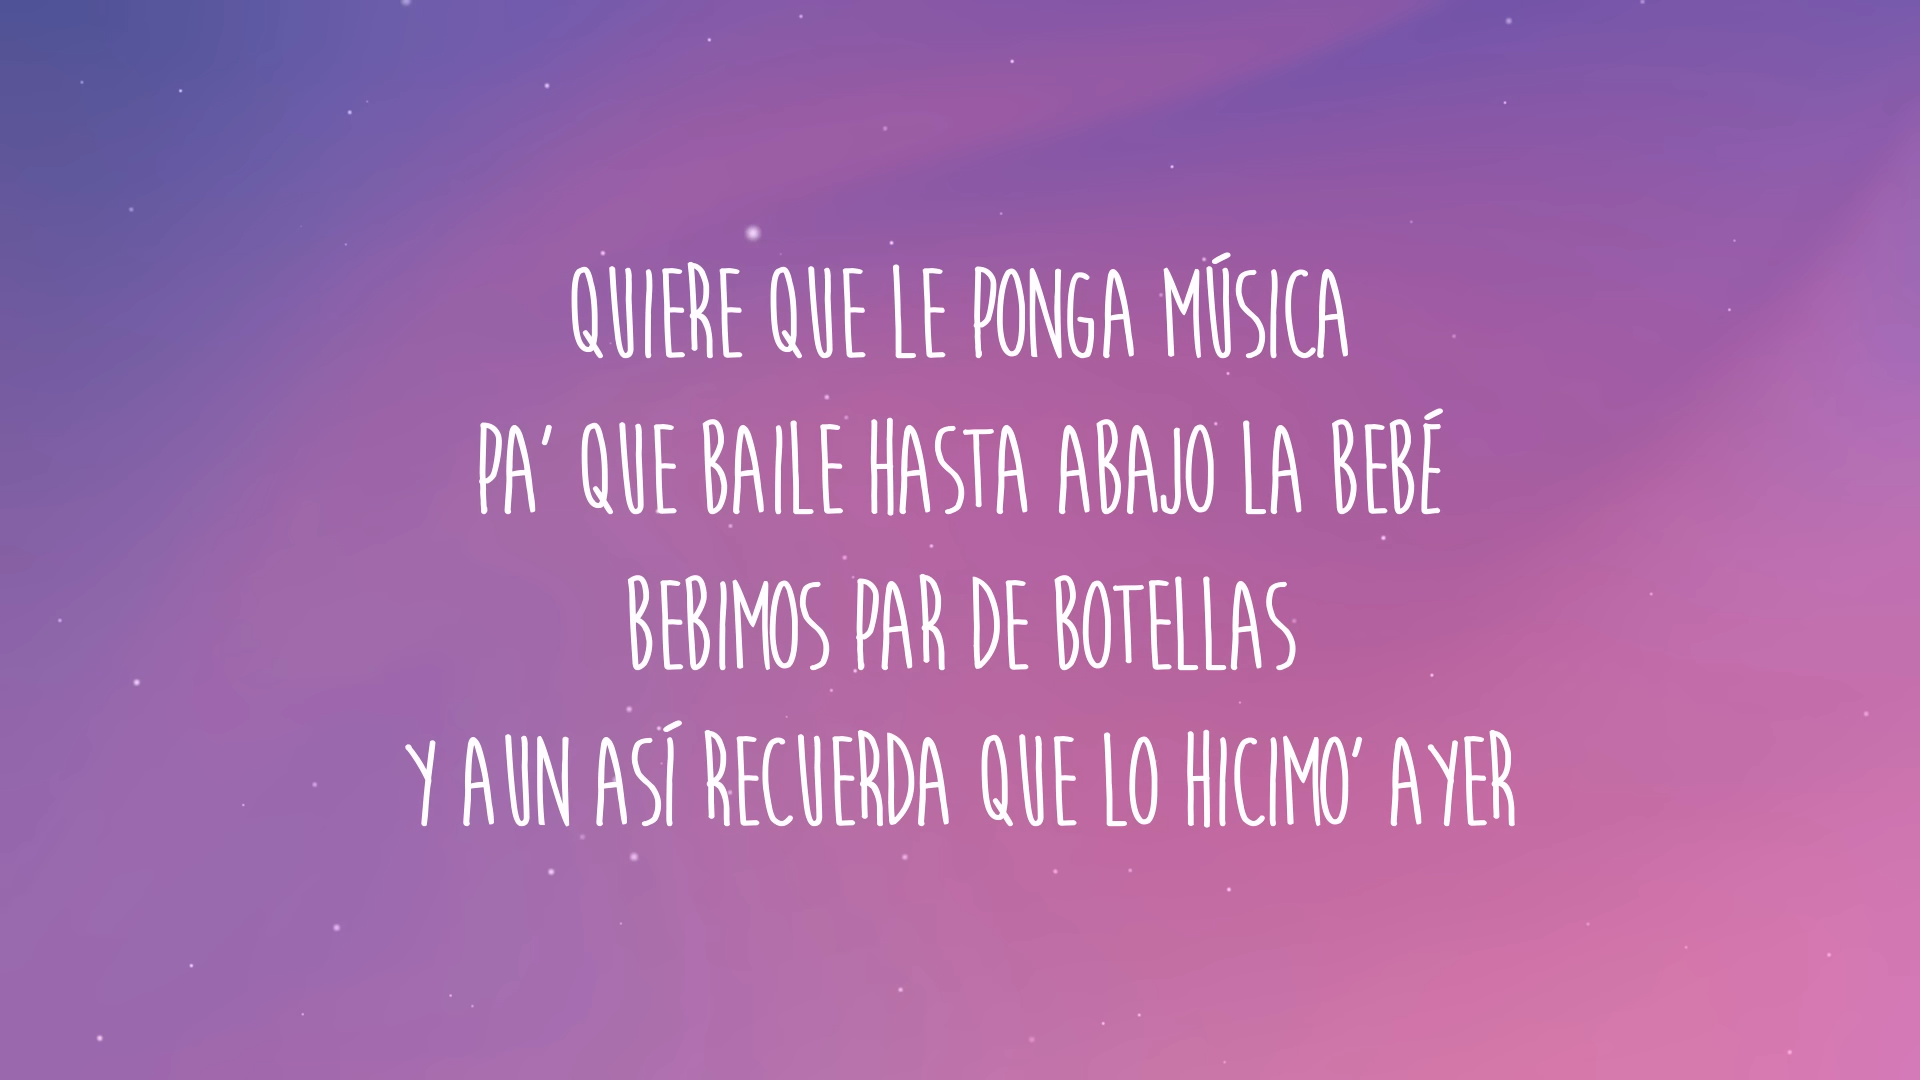 QUIERE QUE LE PONGA MÚSICA
PA' QUE BAILE HASTA ABAJO LA BEBÉ
BEBIMOS PAR DE BOTELLAS
Y AUN ASÍ RECUERDA QUE LO HICIMO' AYER